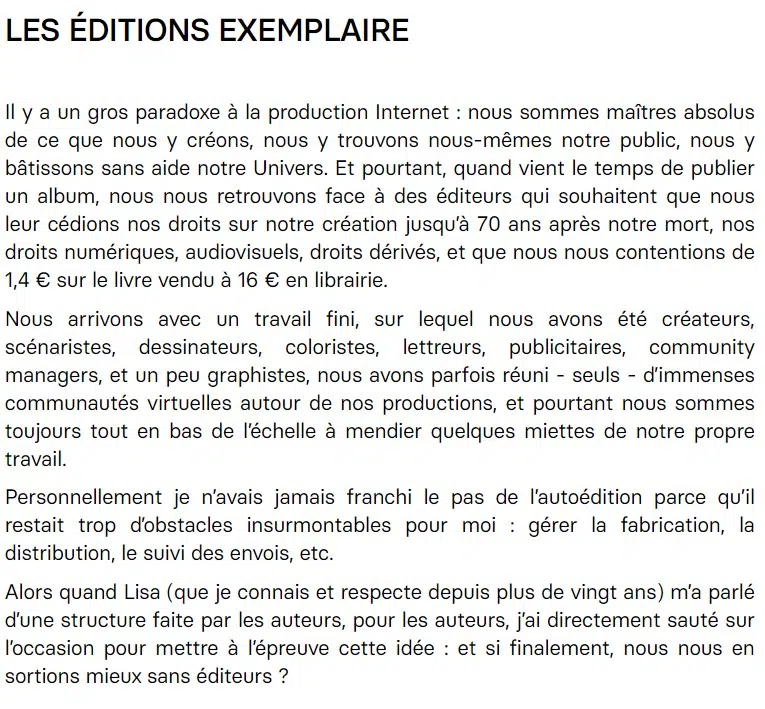 LES ÉDITIONS EXEMPLAIRE
Il y a un gros paradoxe à la production Internet : nous sommes maîtres absolus
de ce que nous y créons, nous y trouvons nous-mêmes notre public, nous y
bâtissons sans aide notre Univers. Et pourtant, quand vient le temps de publier
un album, nous nous retrouvons face à des éditeurs qui souhaitent que nous
leur cédions nos droits sur notre création jusqu’à 70 ans après notre mort, nos
droits numériques, audiovisuels, droits dérivés, et que nous nous contentions de
1,4 € sur le livre vendu à 16 € en librairie.
Nous arrivons avec un travail fini, sur lequel nous avons été créateurs,
scénaristes, dessinateurs, coloristes, lettreurs, publicitaires, community
managers, et un peu graphistes, nous avons parfois réuni - seuls - d’immenses
communautés virtuelles autour de nos productions, et pourtant nous sommes
toujours tout en bas de l’échelle à mendier quelques miettes de notre propre
travail.
Personnellement je n’avais jamais franchi le pas de l’autoédition parce qu’il
restait trop d’obstacles insurmontables pour moi : gérer la fabrication, la
distribution, le suivi des envois, etc.
Alors quand Lisa (que je connais et respecte depuis plus de vingt ans) m’a parlé
d’une structure faite par les auteurs, pour les auteurs, j’ai directement sauté sur
l’occasion pour mettre à l’épreuve cette idée : et si finalement, nous nous en
sortions mieux sans éditeurs ?